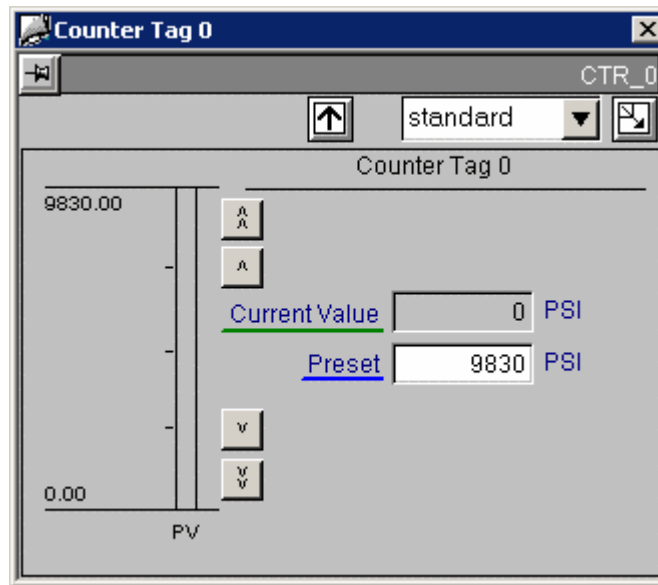 Counter Tag 0
CTR_0
standard
Counter Tag 0
9830.00
Current Value 0 PSI
Preset 9830 PSI
0.00
PV